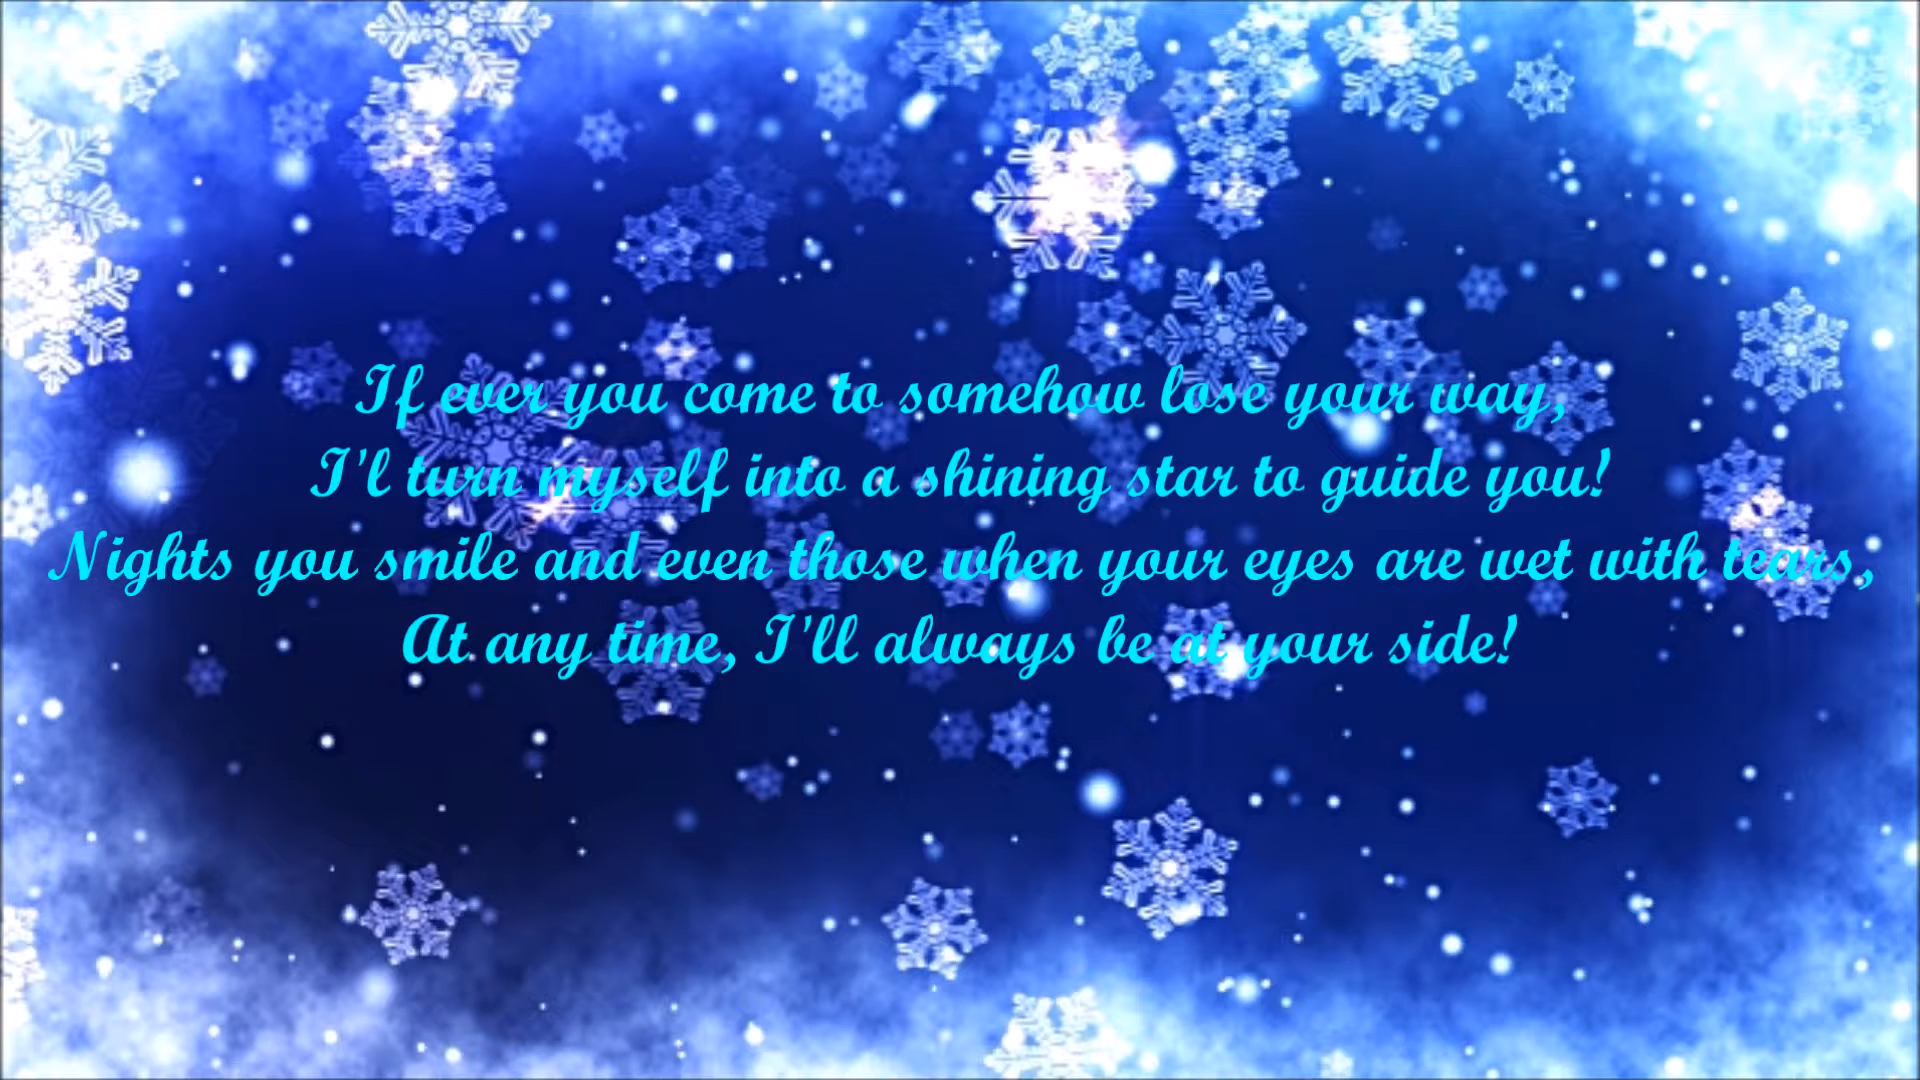 If ever you come to somehow lose your way,
I'l turn myself into a shining star to guide you!
Nights you smile and even those when your eyes are wet with tears,
At any time, I'll always be at your side!